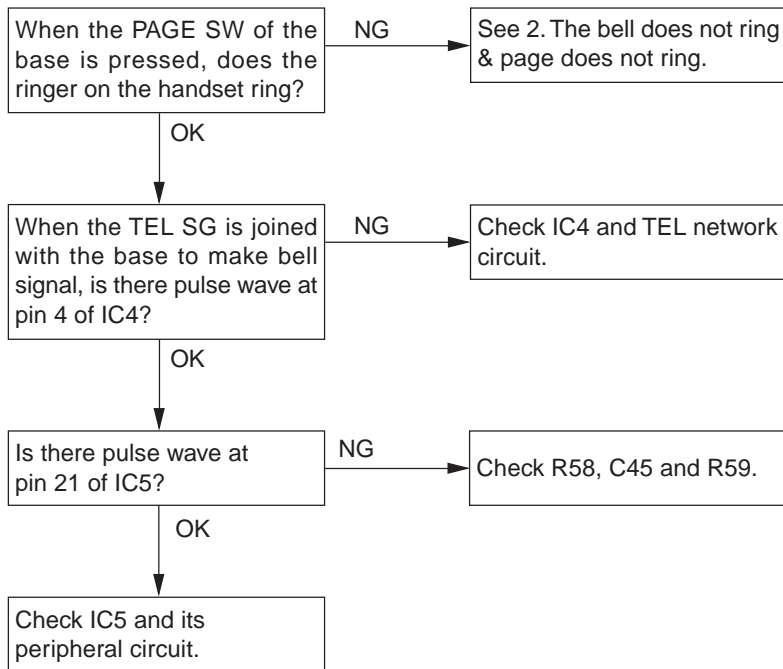 When the PAGE SW of the
base is pressed, does the
ringer on the handset ring?
NG
See 2. The bell does not ring
& page does not ring.
OK
When the TEL SG is joined
with the base to make bell
signal, is there pulse wave at
pin 4 of IC4?
NG
Check IC4 and TEL network
circuit.
OK
Is there pulse wave at
pin 21 of IC5?
NG
Check R58, C45 and R59.
OK
Check IC5 and its
peripheral circuit.